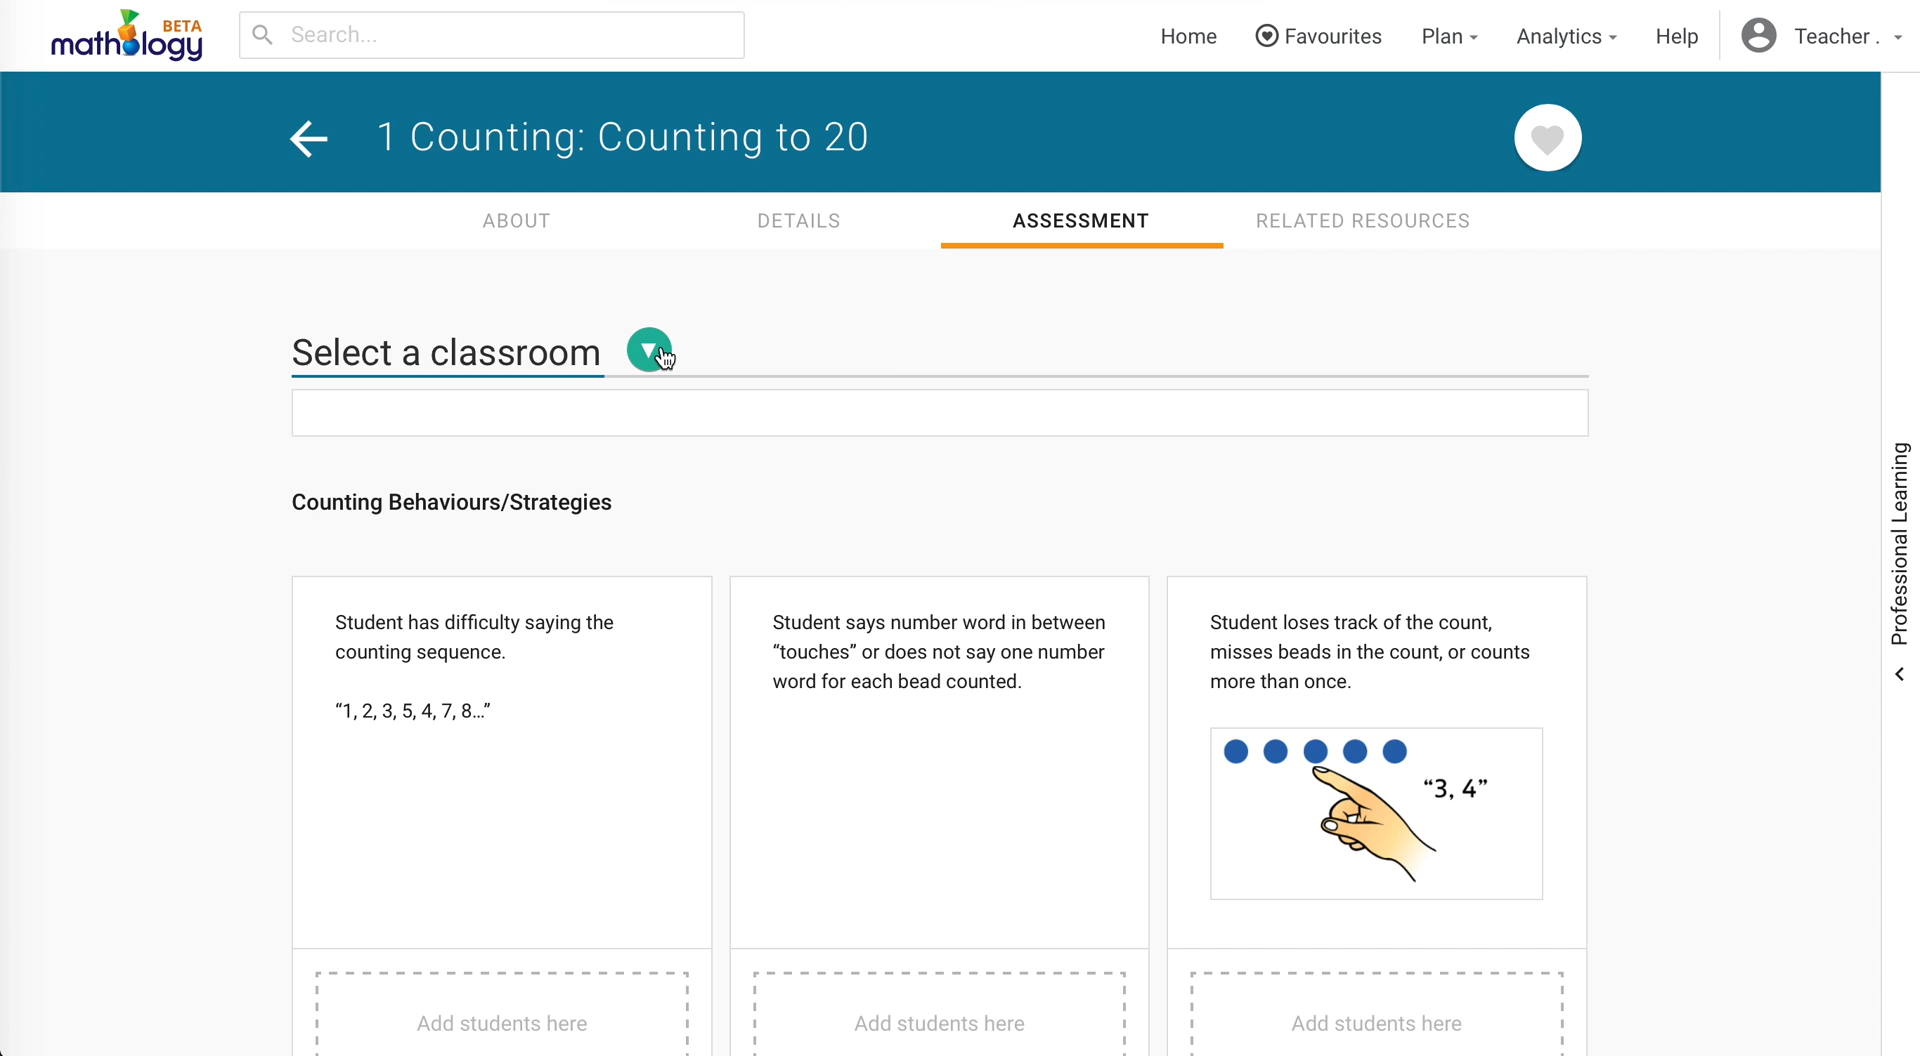 mathology BETA
Search...
Home
Favourites
Plan
Analytics
Help
Teacher .
1 Counting: Counting to 20
ABOUT
DETAILS
ASSESSMENT
RELATED RESOURCES
Select a classroom
Counting Behaviours/Strategies
Student has difficulty saying the
counting sequence.
“1, 2, 3, 5, 4, 7, 8...”
Student says number word in between
“touches” or does not say one number
word for each bead counted.
Student loses track of the count,
misses beads in the count, or counts
more than once.
“3, 4”
Add students here
Add students here
Add students here
Professional Learning